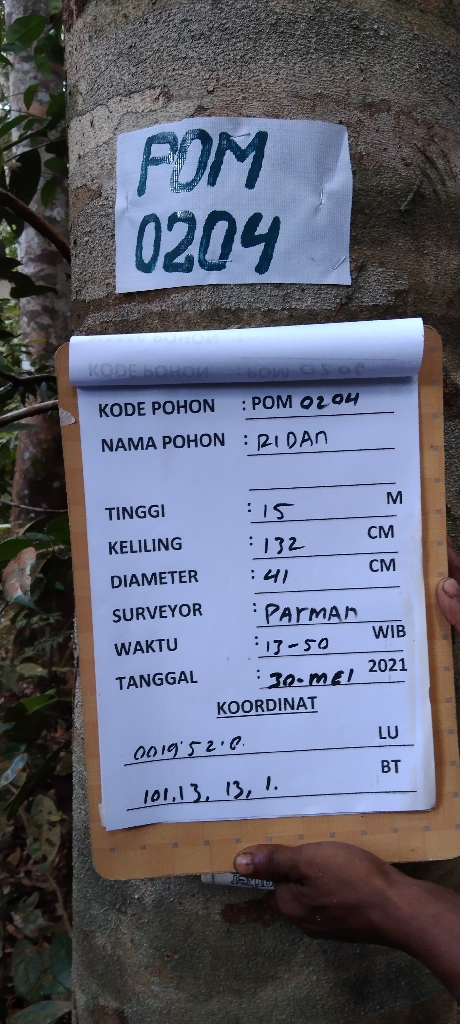 POM
0204
KODE POHON : POM 0204
NAMA POHON : RIDAN
TINGGI : 15 M
KELILING : 132 CM
DIAMETER : 41 CM
SURVEYOR : PARMAN
WAKTU : 13-50 WIB
TANGGAL : 30-MEI 2021
KOORDINAT
0019'52.0. LU
101.13, 13, 1. BT